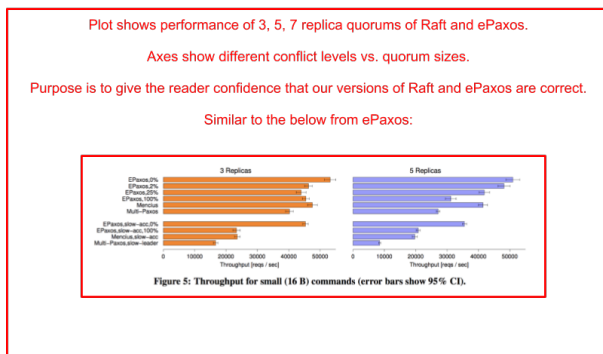 Plot shows performance of 3, 5, 7 replica quorums of Raft and ePaxos.
Axes show different conflict levels vs. quorum sizes.
Purpose is to give the reader confidence that our versions of Raft and ePaxos are correct.
Similar to the below from ePaxos:
3 Replicas
5 Replicas
EPaxos,0%
EPaxos,2%
EPaxos,25%
EPaxos,100%
Mencius
Multi-Paxos
EPaxos,slow-acc,0%
EPaxos,slow-acc,100%
Mencius,slow-acc
Multi-Paxos,slow-leader
0 10000 20000 30000 40000 50000
0 10000 20000 30000 40000 50000
Throughput [reqs / sec]
Throughput [reqs / sec]
Figure 5: Throughput for small (16 B) commands (error bars show 95% CI).